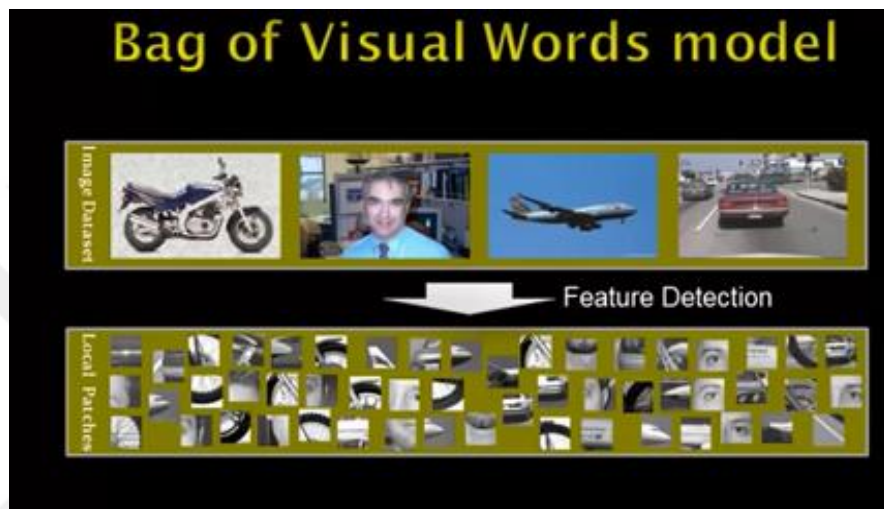 Bag of Visual Words model
Image Dataset
Feature Detection
Local Patches